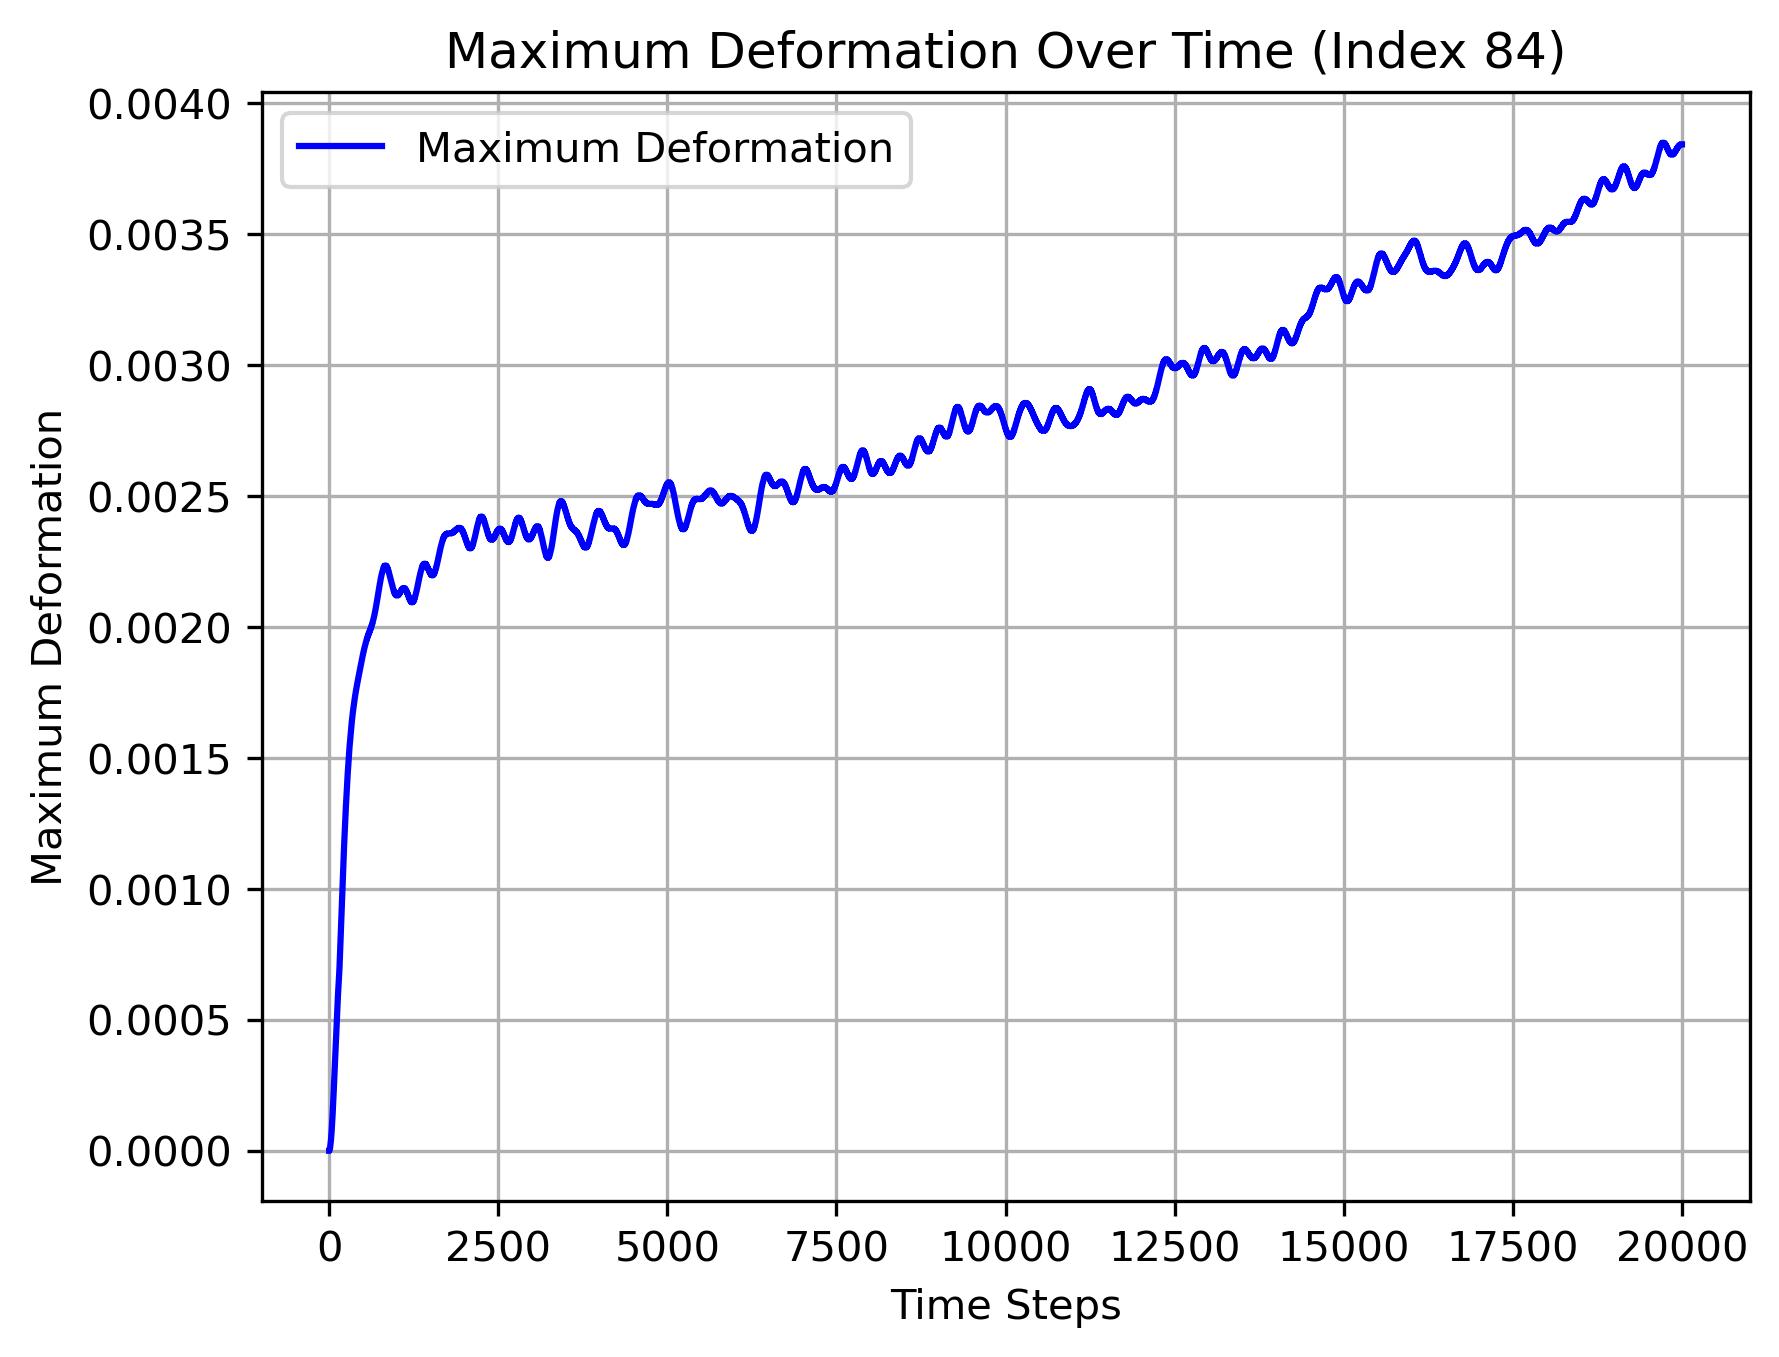 Maximum Deformation Over Time (Index 84)
Maximum Deformation
0.0040
0.0035
0.0030
0.0025
0.0020
0.0015
0.0010
0.0005
0.0000
Maximum Deformation
0 2500 5000 7500 10000 12500 15000 17500 20000
Time Steps